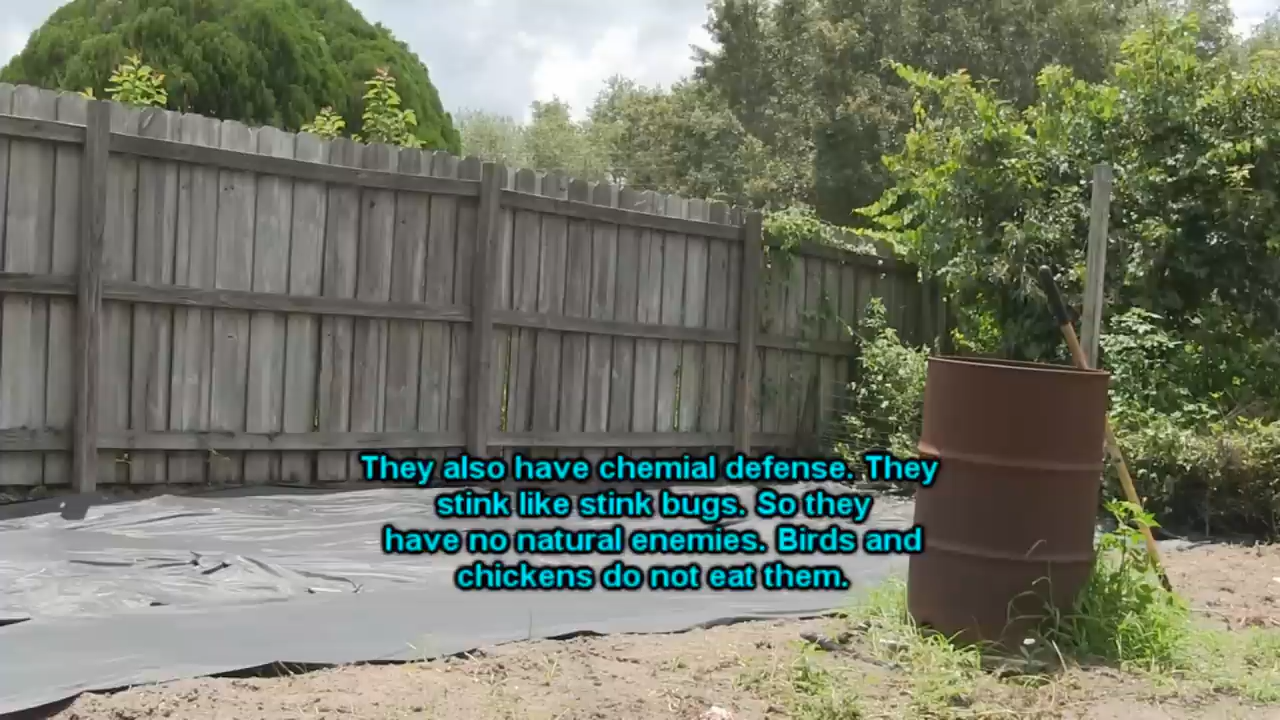 They also have chemial defense. They
stink like stink bugs. So they
have no natural enemies. Birds and
chickens do not eat them.